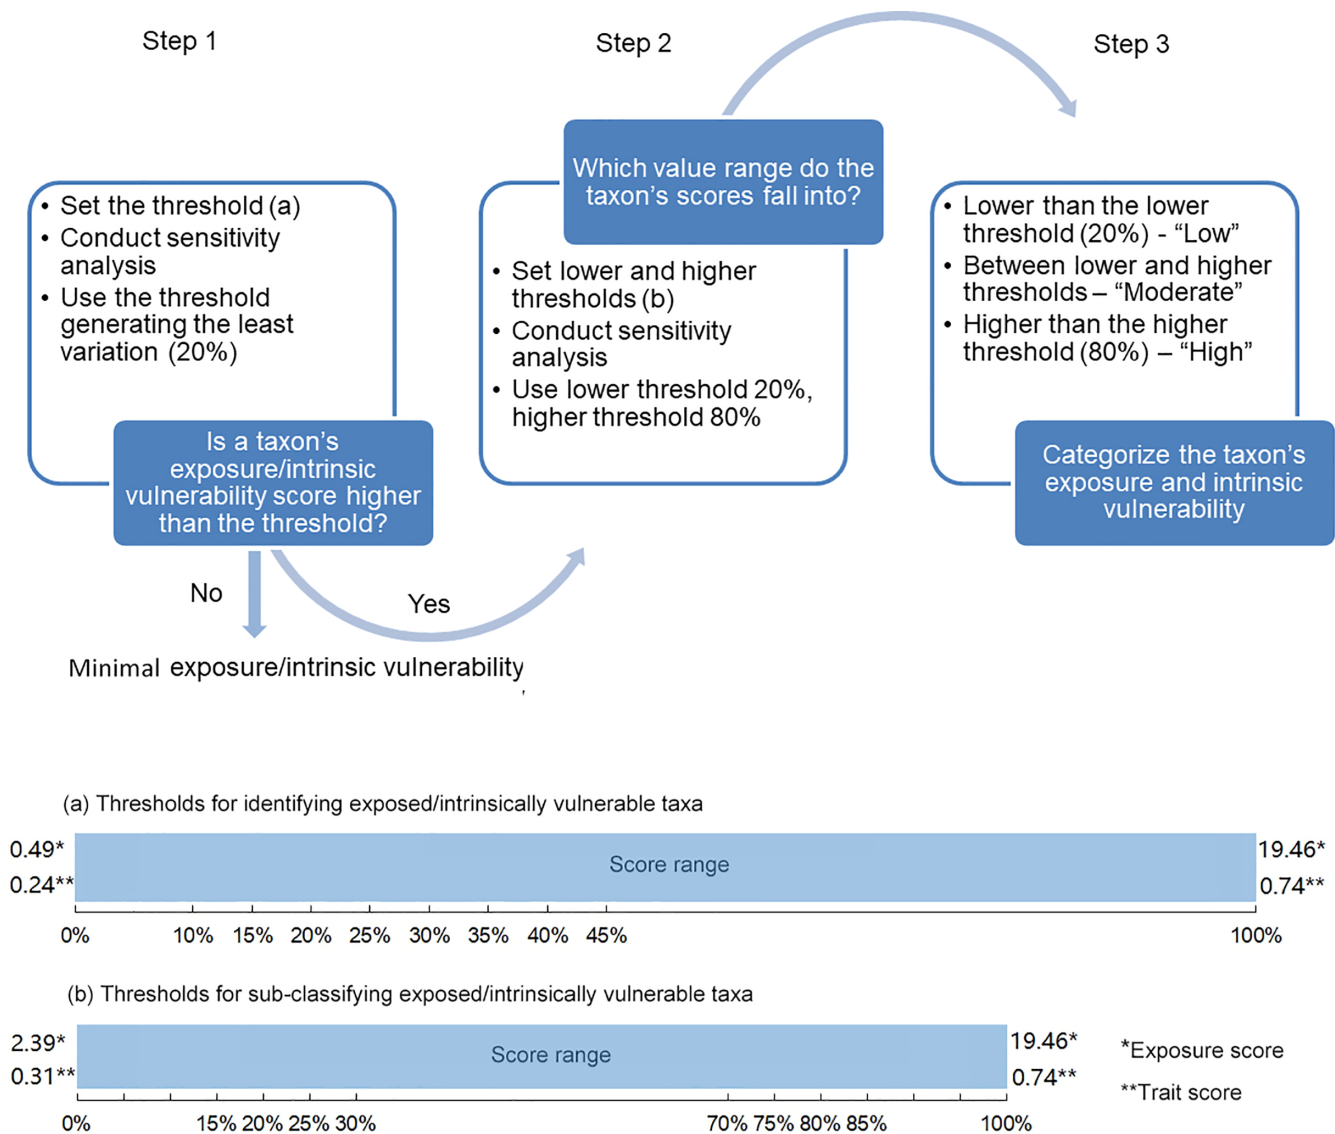 Step 1
Step 2
Step 3
• Set the threshold (a)
• Conduct sensitivity
analysis
• Use the threshold
generating the least
variation (20%)
Is a taxon's
exposure/intrinsic
vulnerability score higher
than the threshold?
No
Yes
Minimal exposure/intrinsic vulnerability,
Which value range do the
taxon's scores fall into?
• Set lower and higher
thresholds (b)
• Conduct sensitivity
analysis
• Use lower threshold 20%,
higher threshold 80%
• Lower than the lower
threshold (20%) - “Low”
• Between lower and higher
thresholds – “Moderate”
• Higher than the higher
threshold (80%) – “High”
Categorize the taxon's
exposure and intrinsic
vulnerability
(a) Thresholds for identifying exposed/intrinsically vulnerable taxa
0.49* 19.46*
Score range
0.24** 0.74**
0% 10% 15% 20% 25% 30% 35% 40% 45% 100%
(b) Thresholds for sub-classifying exposed/intrinsically vulnerable taxa
2.39* 19.46*
Score range
0.31** 0.74**
0% 15% 20% 25% 30% 70% 75% 80% 85% 100%
*Exposure score
**Trait score